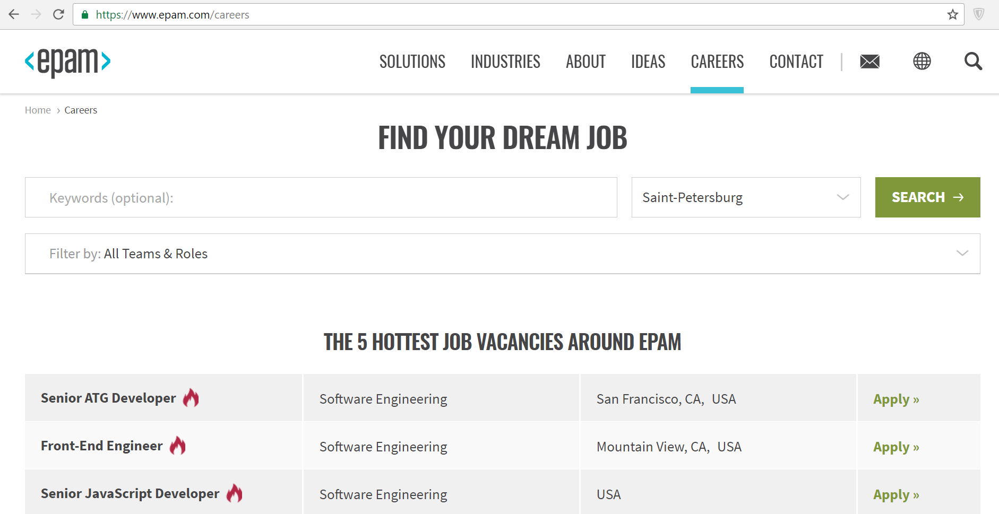 https://www.epam.com/careers
<epam>
SOLUTIONS INDUSTRIES ABOUT IDEAS CAREERS CONTACT
Home › Careers
FIND YOUR DREAM JOB
Keywords (optional): Saint-Petersburg SEARCH →
Filter by: All Teams & Roles
THE 5 HOTTEST JOB VACANCIES AROUND EPAM
Senior ATG Developer Software Engineering San Francisco, CA, USA Apply »
Front-End Engineer Software Engineering Mountain View, CA, USA Apply »
Senior JavaScript Developer Software Engineering USA Apply »